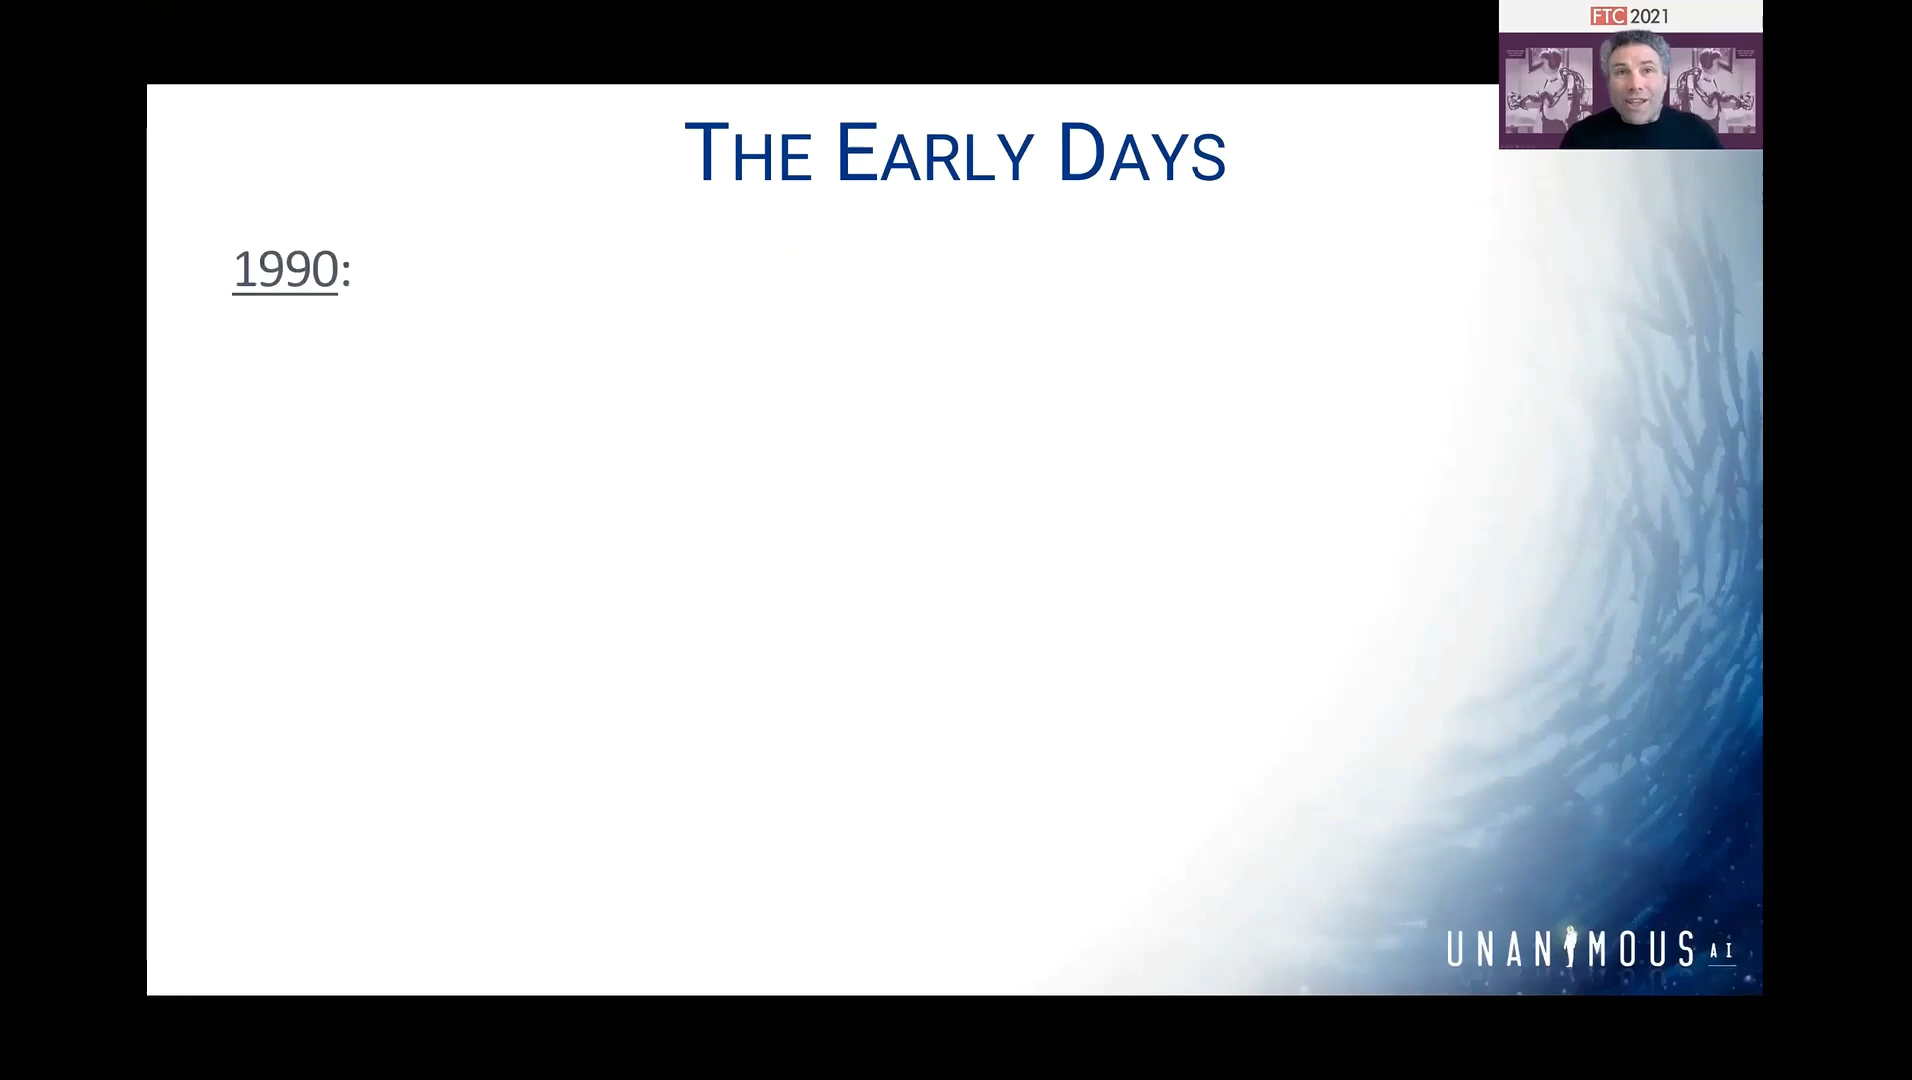 FTC 2021
THE EARLY DAYS
1990:
UNANIMOUS AI